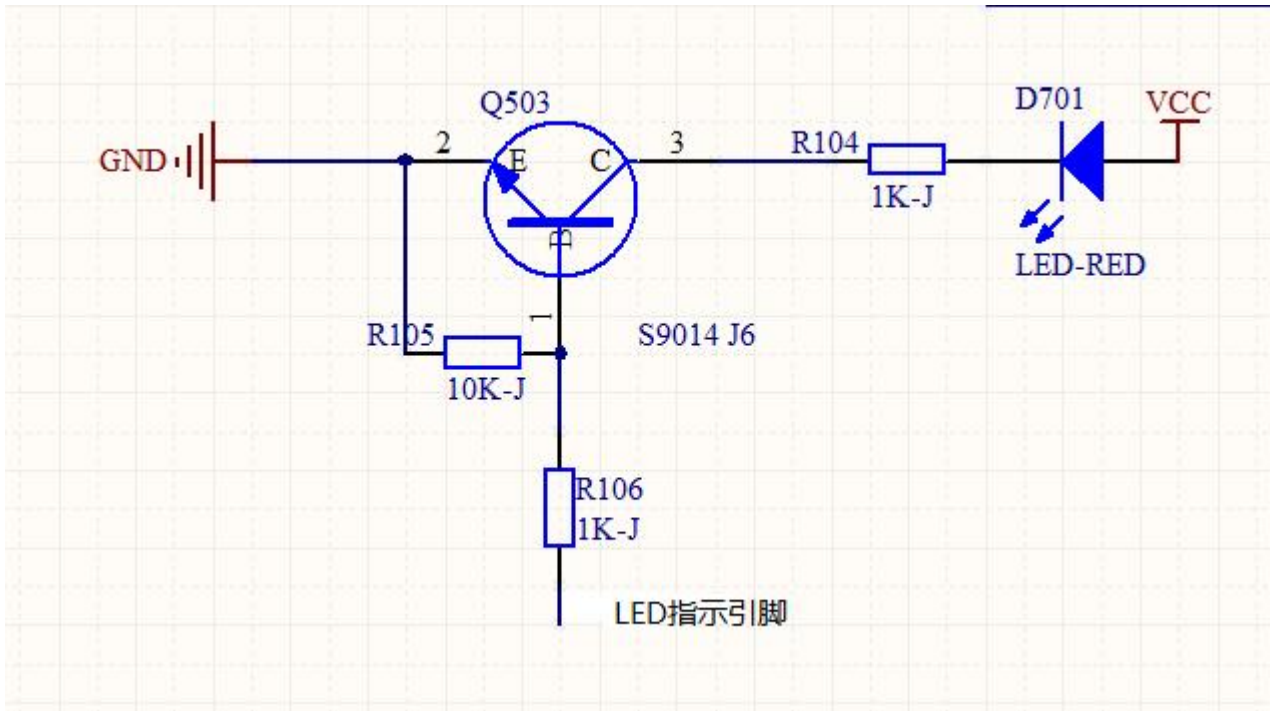 Q503
D701
VCC
GND
2
E
C
3
R104
1K-J
B
LED-RED
1
R105
S9014 J6
10K-J
R106
1K-J
LED指示引脚